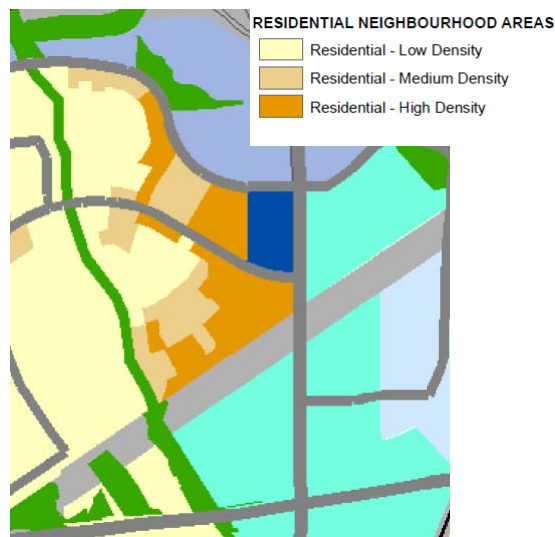 RESIDENTIAL NEIGHBOURHOOD AREAS
Residential - Low Density
Residential - Medium Density
Residential - High Density